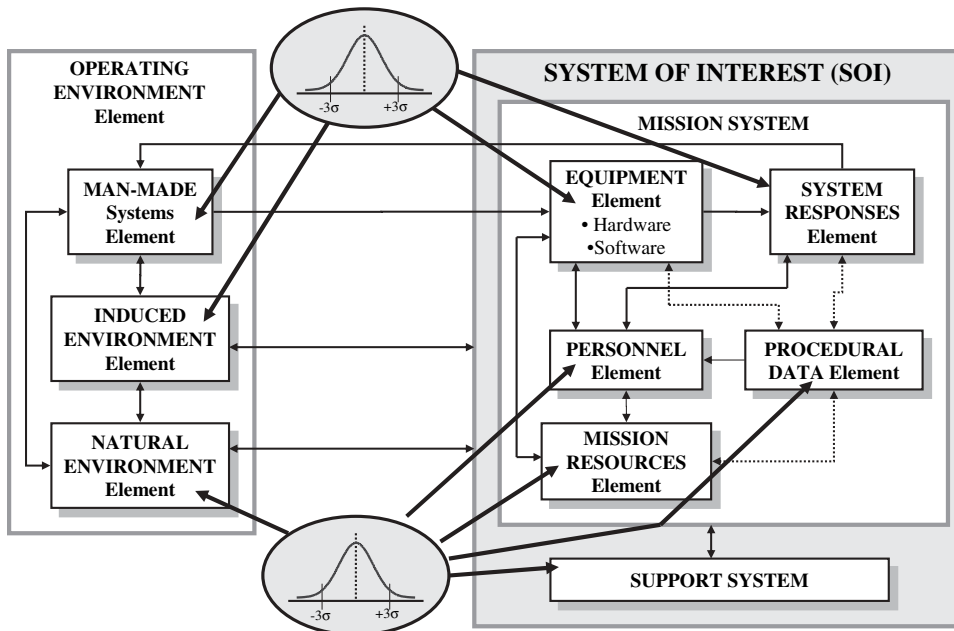 OPERATING
ENVIRONMENT
Element
MAN-MADE
Systems
Element
INDUCED
ENVIRONMENT
Element
NATURAL
ENVIRONMENT
Element
-3σ
+3σ
-3σ
+3σ
SYSTEM OF INTEREST (SOI)
MISSION SYSTEM
EQUIPMENT
Element
• Hardware
•Software
SYSTEM
RESPONSES
Element
PERSONNEL
Element
PROCEDURAL
DATA Element
MISSION
RESOURCES
Element
SUPPORT SYSTEM